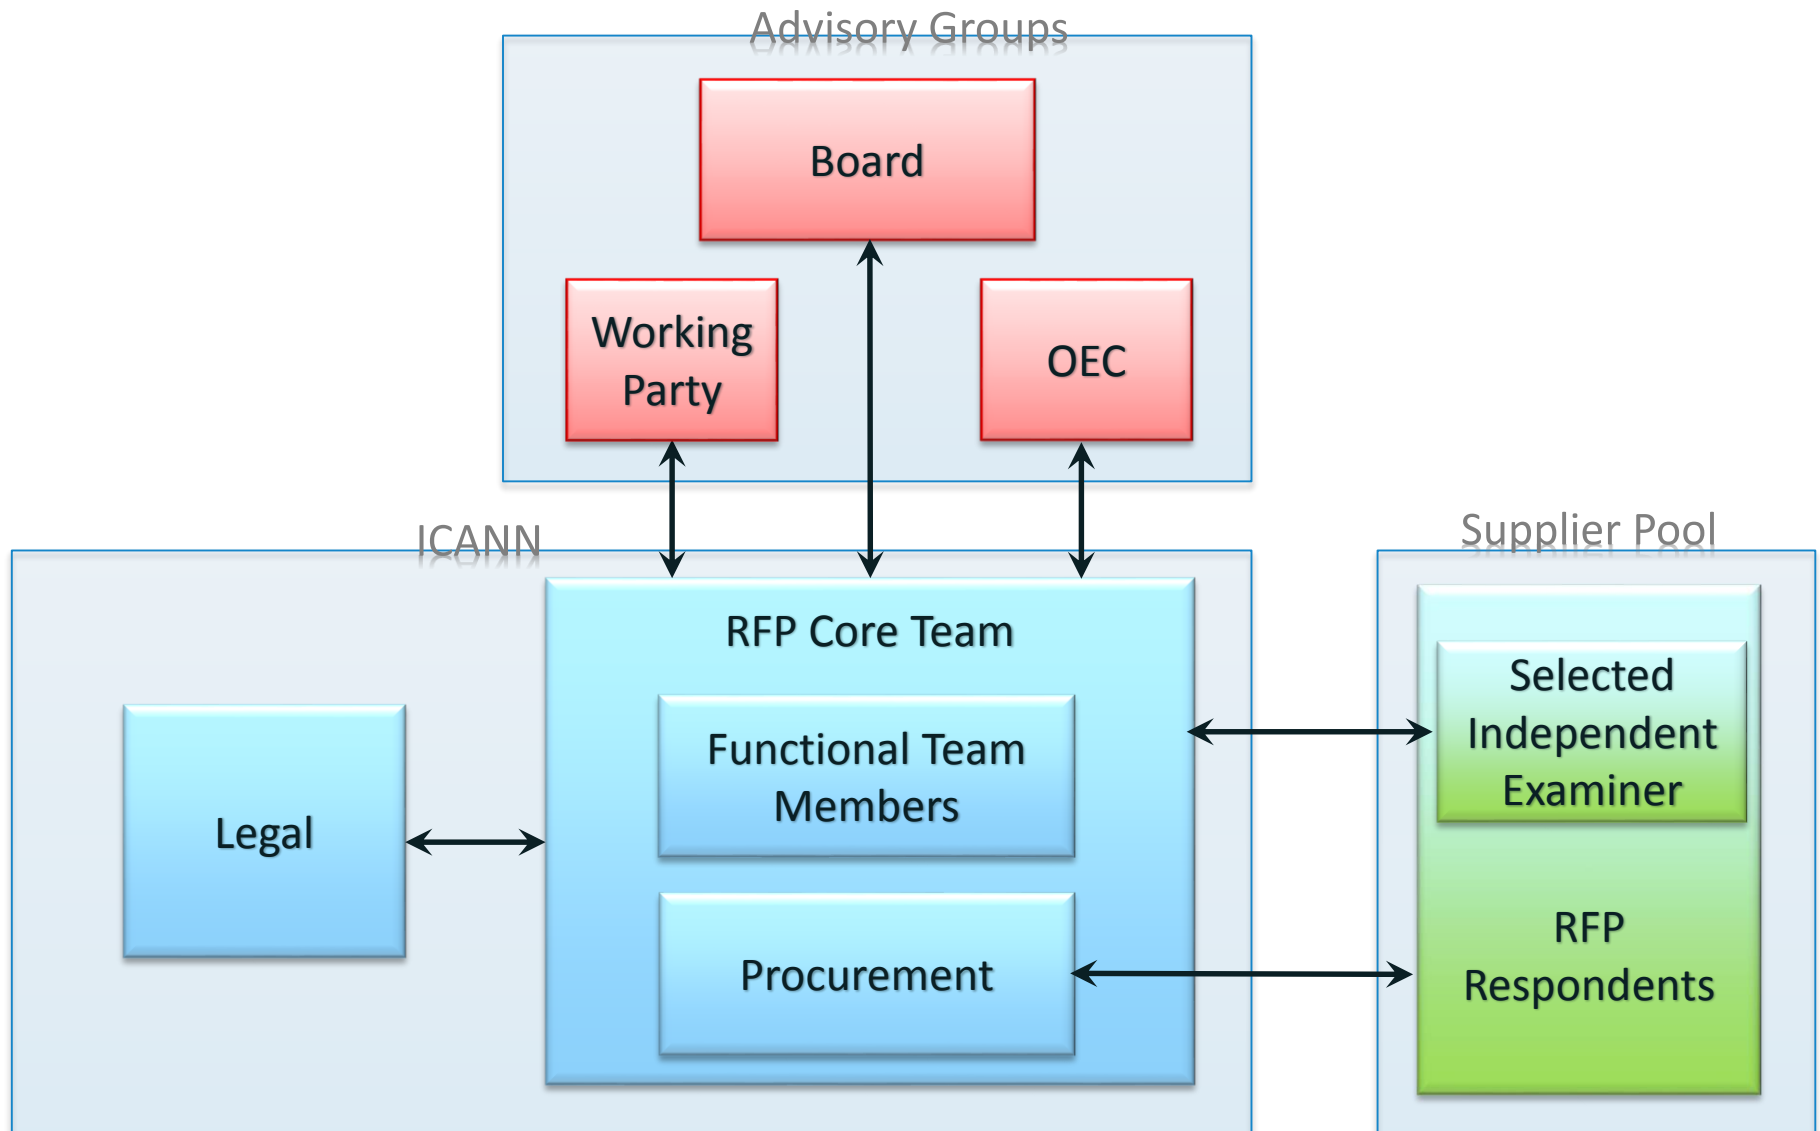 Advisory Groups
Board
Working
Party
OEC
ICANN
Supplier Pool
RFP Core Team
Functional Team
Members
Legal
Procurement
Selected
Independent
Examiner
RFP
Respondents